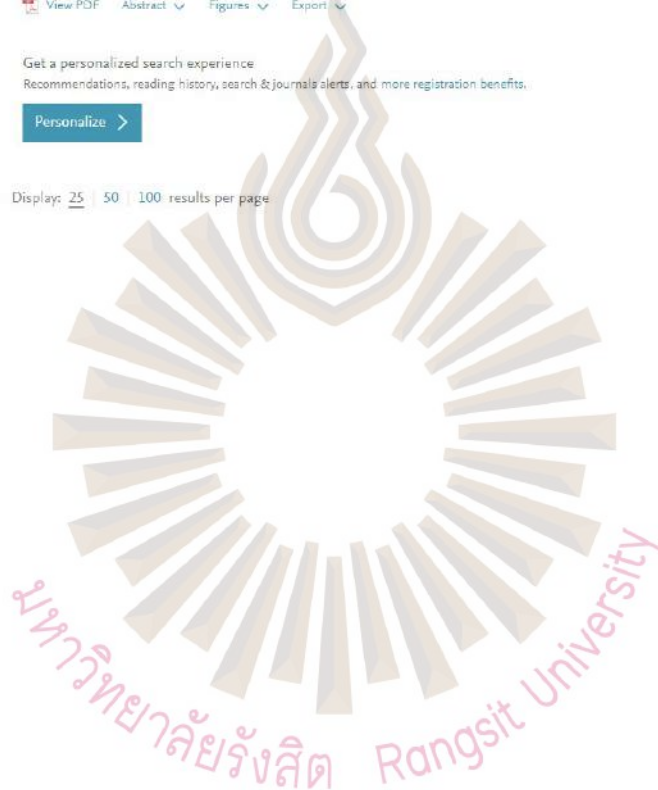 View PDF Abstract Figures Export
Get a personalized search experience
Recommendations, reading history, search & journals alerts, and more registration benefits.
Personalize
Display: 25 50 100 results per page
มหาวิทยาลัยรังสิต Rangsit University